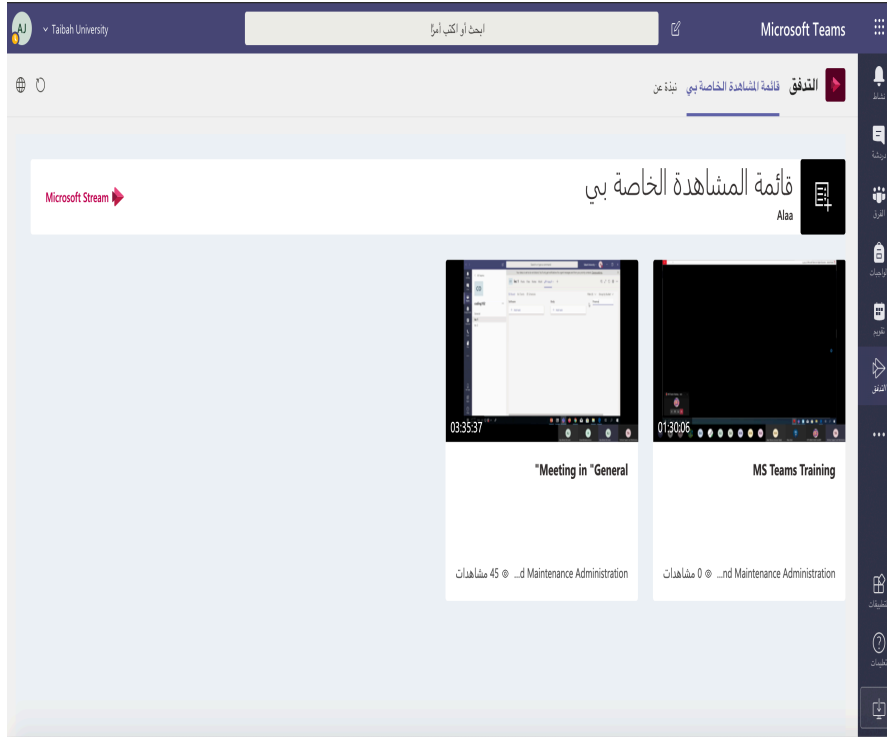 Microsoft Teams
ابحث أو اكتب أمرًا
Taibah University
AJ
التدفق
قائمة المشاهدة الخاصة بي
نبذة عن
نشاط
دردشة
الفرق
الواجبات
تقويم
التدفق
تطبيقات
تعليمات
قائمة المشاهدة الخاصة بي
Alaa
Microsoft Stream
01:30:06
MS Teams Training
nd Maintenance Administration... 0 مشاهدات
03:35:37
"Meeting in "General
d Maintenance Administration... 45 مشاهدات